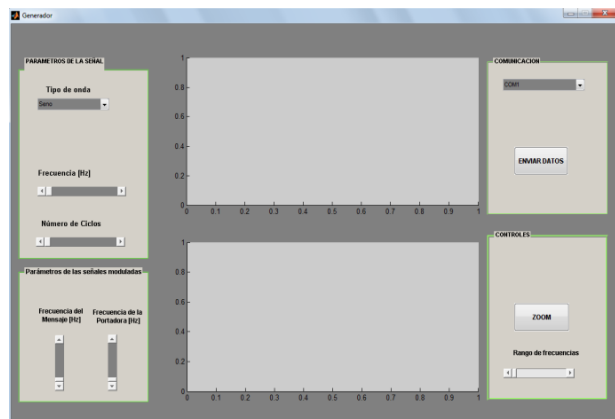 Generador
PARAMETROS DE LA SEÑAL
Tipo de onda
Seno
Frecuencia [Hz]
Número de Ciclos
Parámetros de las señales moduladas
Frecuencia del
Mensaje [Hz]
Frecuencia de la
Portadora [Hz]
1
0.8
0.6
0.4
0.2
0
0 0.1 0.2 0.3 0.4 0.5 0.6 0.7 0.8 0.9 1
1
0.8
0.6
0.4
0.2
0
0 0.1 0.2 0.3 0.4 0.5 0.6 0.7 0.8 0.9 1
COMUNICACION
COM1
ENVIAR DATOS
CONTROLES
ZOOM
Rango de frecuencias